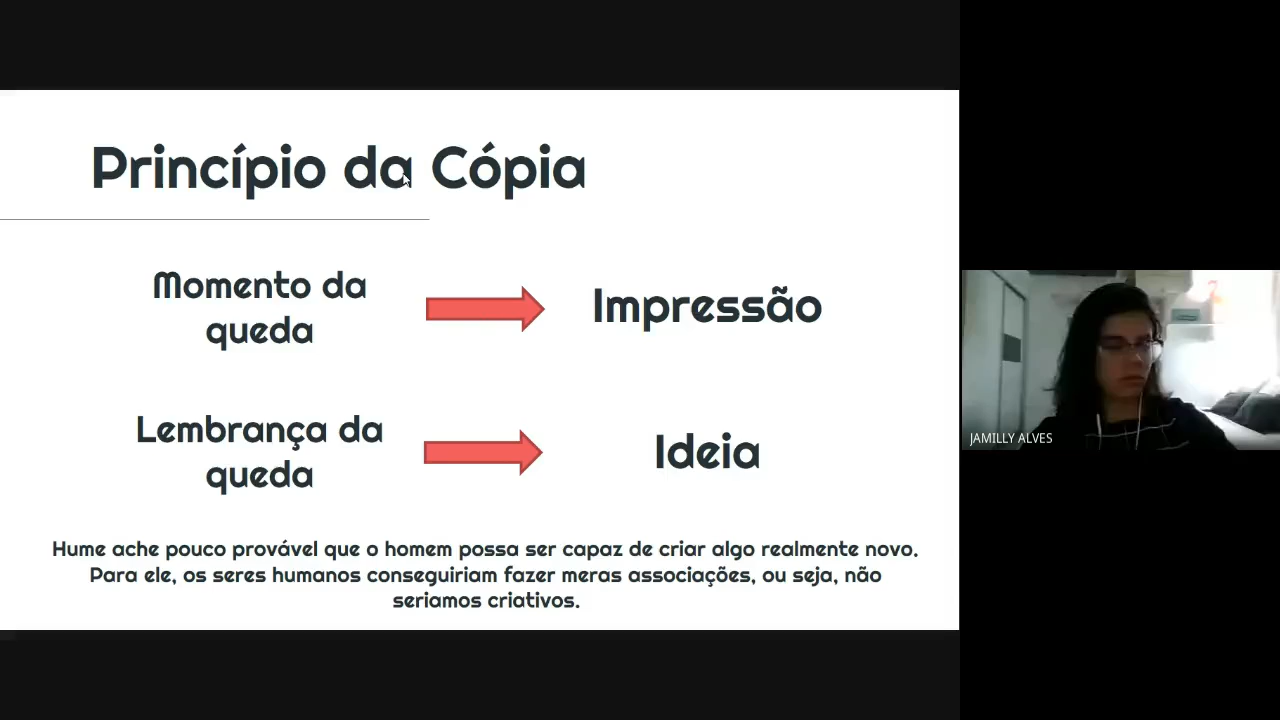 Princípio da Cópia
Momento da
queda
Impressão
Lembrança da
queda
Ideia
Hume ache pouco provável que o homem possa ser capaz de criar algo realmente novo.
Para ele, os seres humanos conseguiriam fazer meras associações, ou seja, não
seriamos criativos.
JAMILLY ALVES